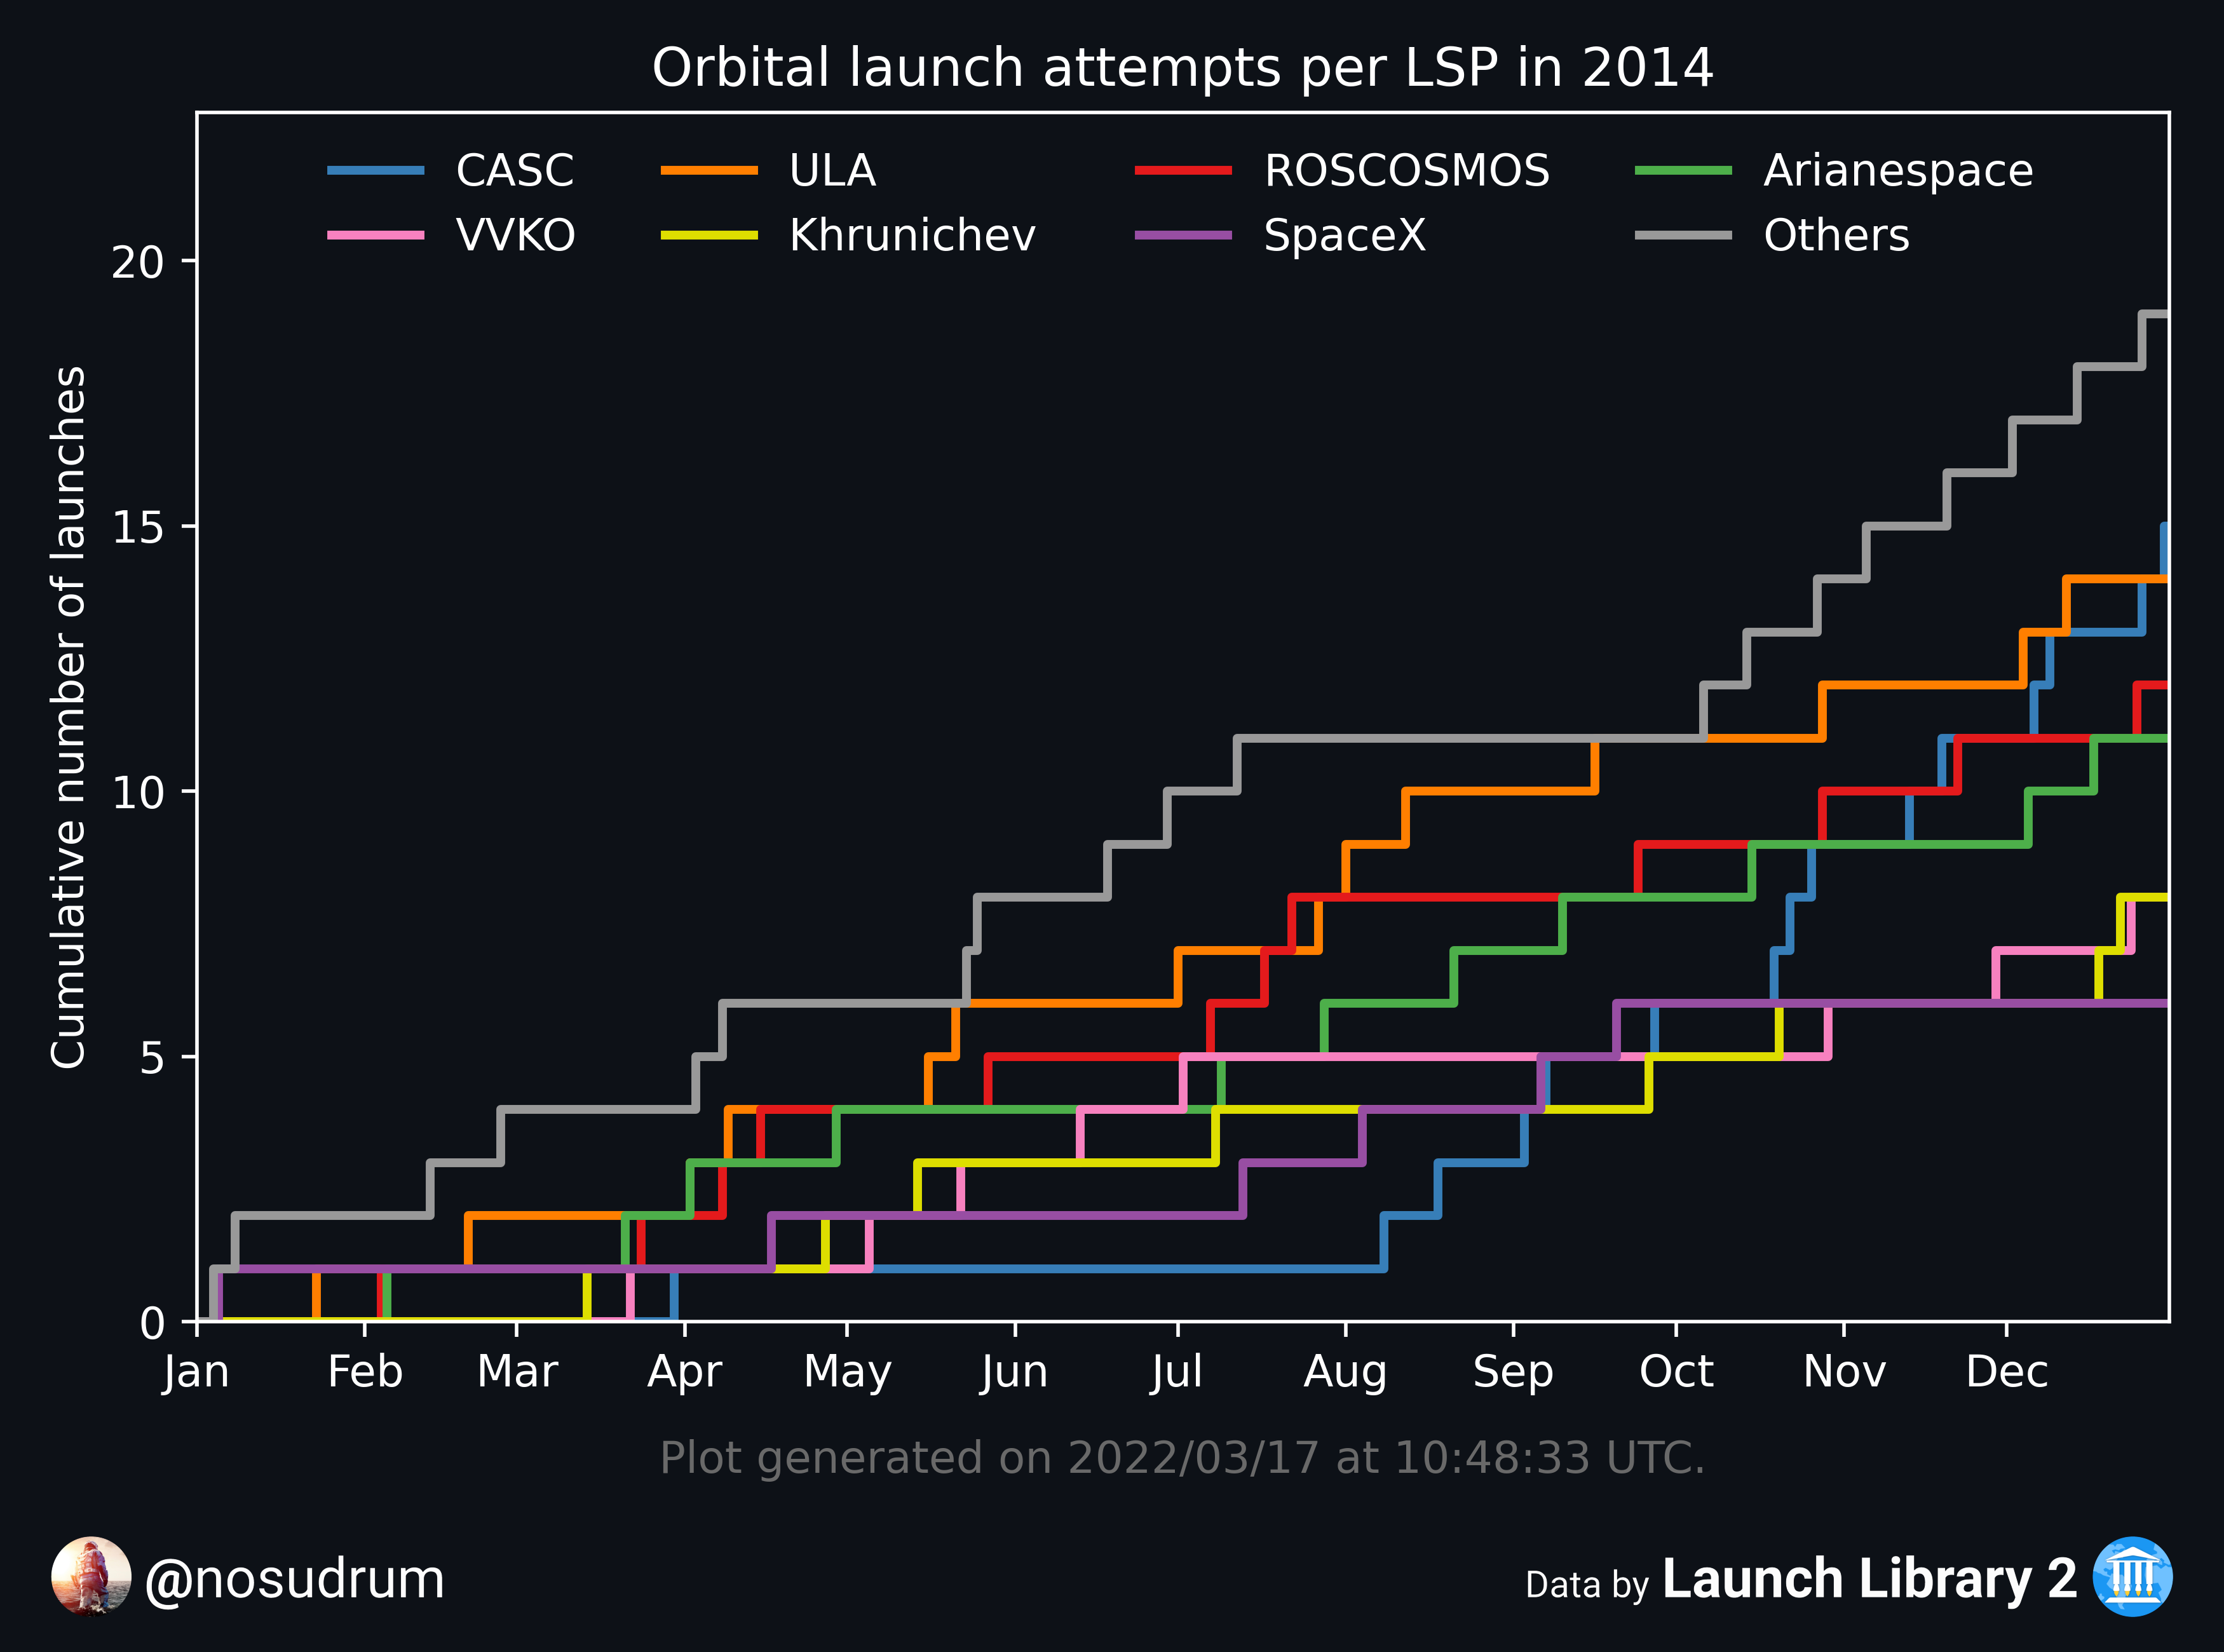 Orbital launch attempts per LSP in 2014
CASC ULA ROSCOSMOS Arianespace
VVKO Khrunichev SpaceX Others
Cumulative number of launches
20
15
10
5
0
Jan Feb Mar Apr May Jun Jul Aug Sep Oct Nov Dec
Plot generated on 2022/03/17 at 10:48:33 UTC.
@nosudrum
Data by Launch Library 2